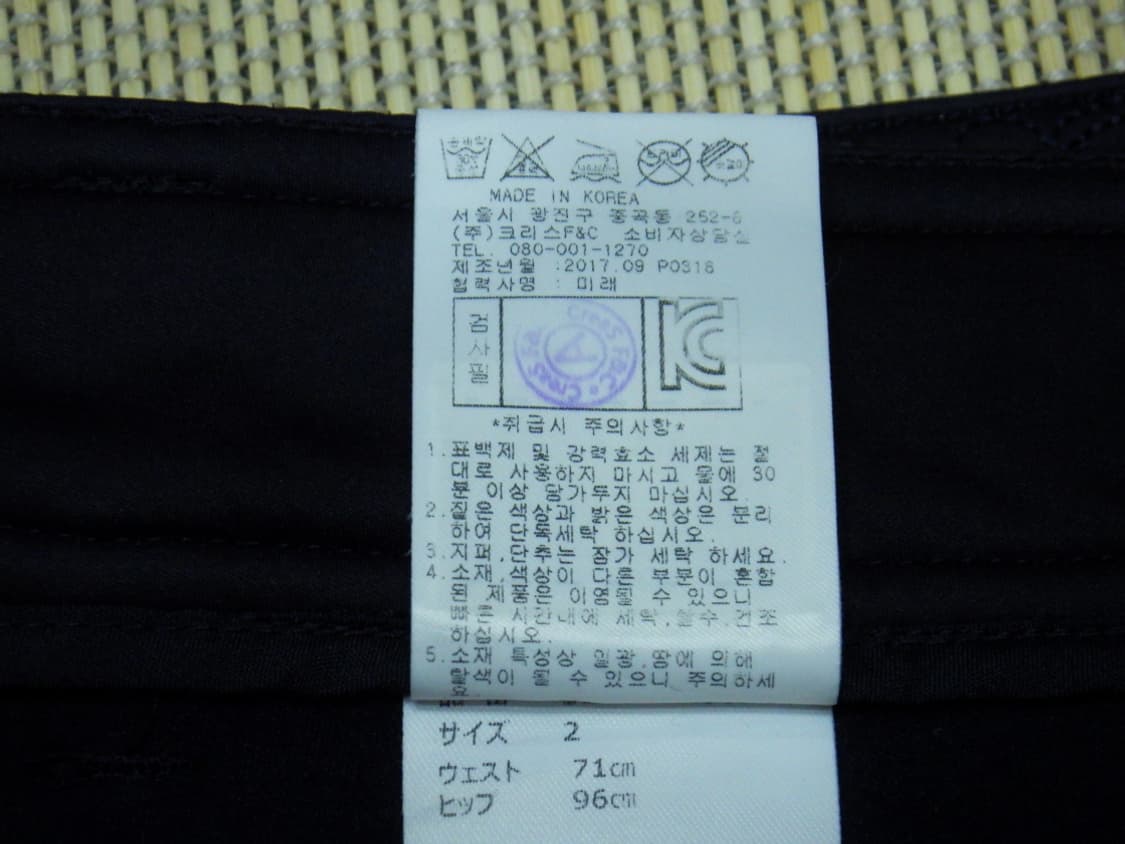 MADE IN KOREA
서울시 광진구 중곡동 252-6
(주)크리스F&C 소비자상담실
TEL. 080-001-1270
제조년월 :2017.09 P0318
협력사명 : 미래
검사필
CreaS F&C
KC
*취급시 주의사항*
1.표백제 및 강력효소 세제는 절
대로 사용하지 마시고 물에 30
분 이상 담가두지 마십시오.
2.짙은 색상과 밝은 색상은 분리
하여 단독세탁 하십시오.
3.지퍼,단추는 잠가 세탁 하세요.
4.소재,색상이 다른 부분이 혼합
된 제품은 이염될 수 있으니
빠른 시간내에 세탁,탈수,건조
하십시오.
5.소재 특성상 일광,땀에 의해
탈색이 될 수 있으니 주의하세
요.
サイズ 2
ウェスト 71cm
ヒップ 96cm